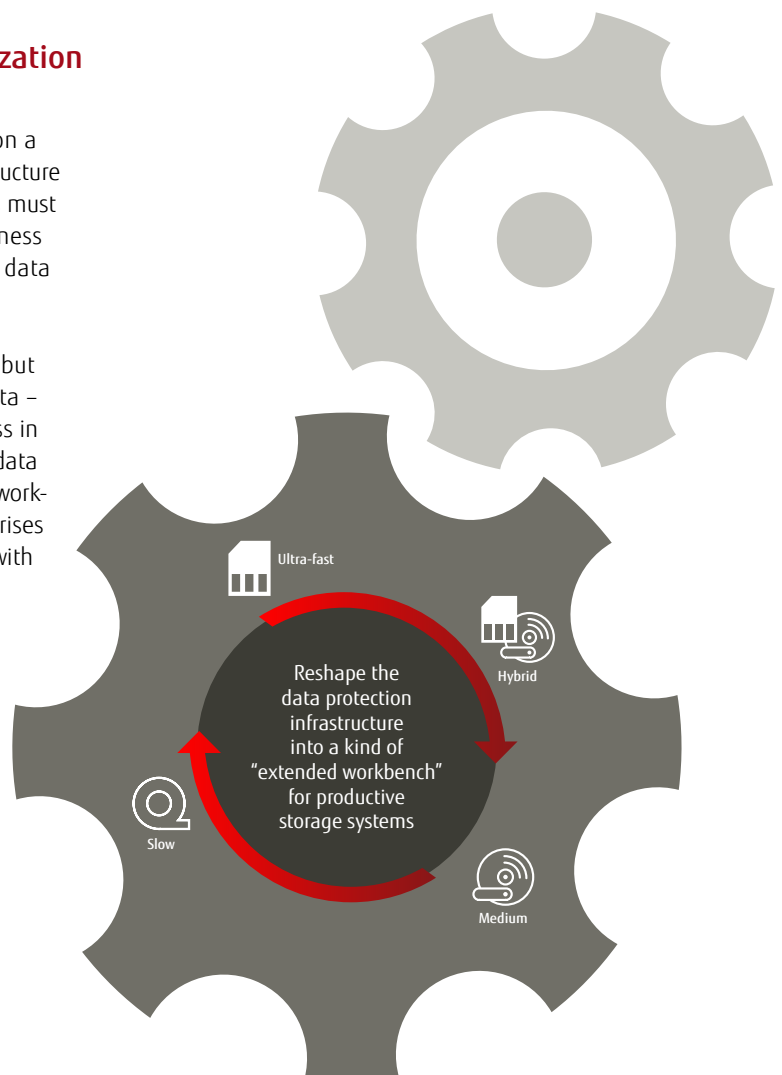 zation
on a
ucture
must
ness
data
but
ta –
ss in
data
work-
rises
with
Ultra-fast
Hybrid
Reshape the
data protection
infrastructure
into a kind of
“extended workbench”
for productive
storage systems
Slow
Medium